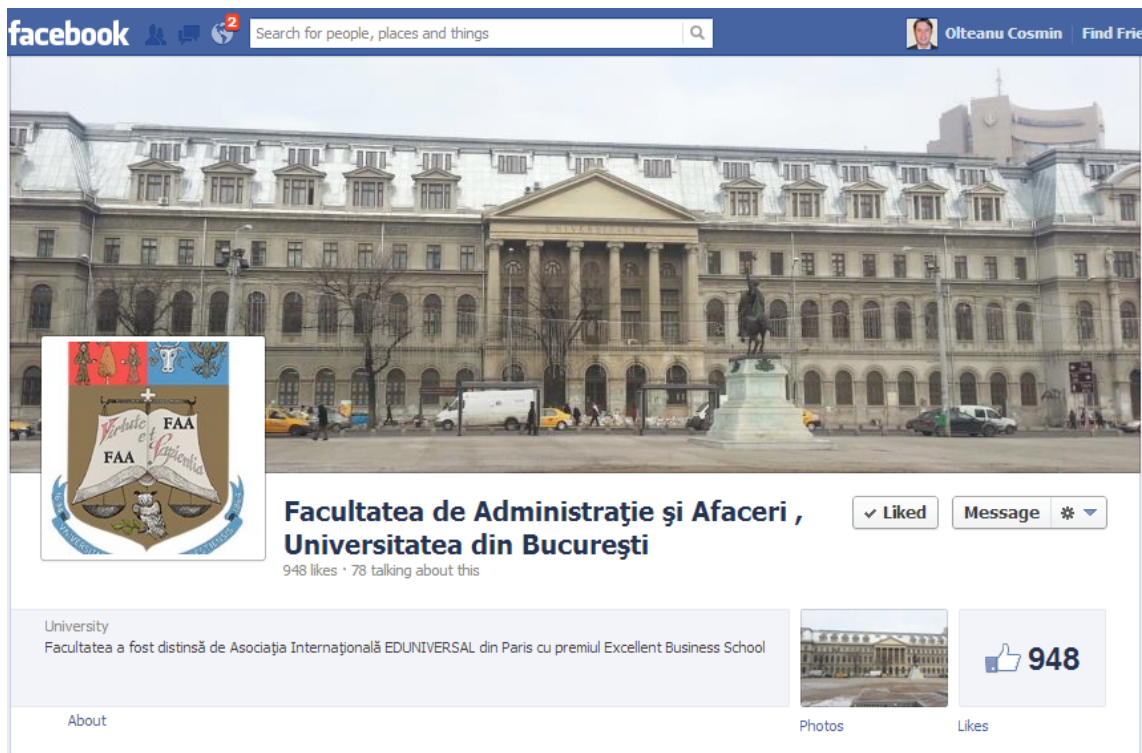 facebook
2
Search for people, places and things
Olteanu Cosmin
Find Frie
UNIVERSITATEA
Virtute
et
Sapientia
FAA
FAA
Facultatea de Administraţie şi Afaceri ,
Universitatea din Bucureşti
948 likes · 78 talking about this
Liked
Message
University
Facultatea a fost distinsă de Asociaţia Internaţională EDUNIVERSAL din Paris cu premiul Excellent Business School
948
About
Photos
Likes